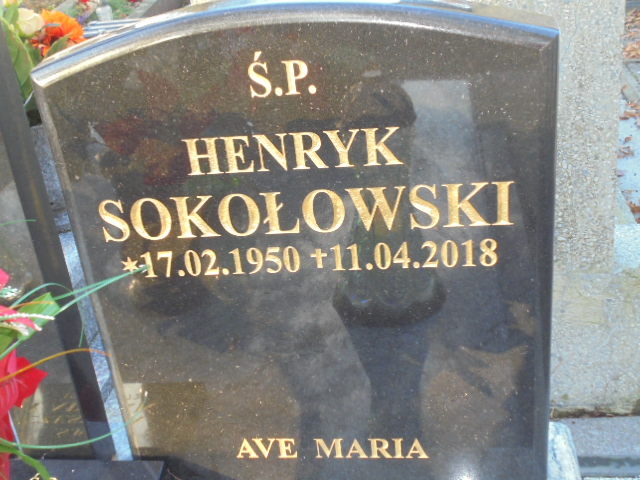 Ś.P.
HENRYK
SOKOŁOWSKI
*17.02.1950 +11.04.2018
AVE MARIA